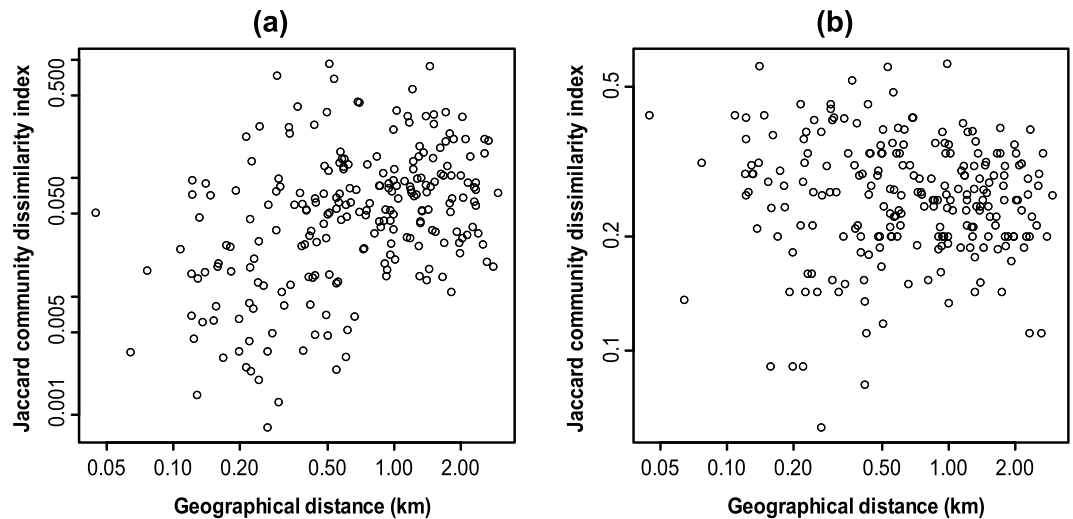 (a)
Jaccard community dissimilarity index
0.500
0.050
0.005
0.001
0.05 0.10 0.20 0.50 1.00 2.00
Geographical distance (km)
(b)
Jaccard community dissimilarity index
0.5
0.2
0.1
0.05 0.10 0.20 0.50 1.00 2.00
Geographical distance (km)